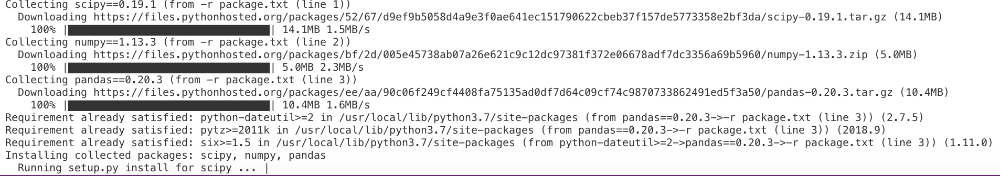 Collecting scipy==0.19.1 (from -r package.txt (line 1))
Downloading https://files.pythonhosted.org/packages/52/67/d9ef9b5058d4a9e3f0ae641ec151790622cbeb37f157de5773358e2bf3da/scipy-0.19.1.tar.gz (14.1MB)
100% |████████████████████████████████| 14.1MB 1.5MB/s
Collecting numpy==1.13.3 (from -r package.txt (line 2))
Downloading https://files.pythonhosted.org/packages/bf/2d/005e45738ab07a26e621c9c12dc97381f372e06678adf7dc3356a69b5960/numpy-1.13.3.zip (5.0MB)
100% |████████████████████████████████| 5.0MB 2.3MB/s
Collecting pandas==0.20.3 (from -r package.txt (line 3))
Downloading https://files.pythonhosted.org/packages/ee/aa/90c06f249cf4408fa75135ad0df7d64c09cf74c9870733862491ed5f3a50/pandas-0.20.3.tar.gz (10.4MB)
100% |████████████████████████████████| 10.4MB 1.6MB/s
Requirement already satisfied: python-dateutil>=2 in /usr/local/lib/python3.7/site-packages (from pandas==0.20.3->-r package.txt (line 3)) (2.7.5)
Requirement already satisfied: pytz>=2011k in /usr/local/lib/python3.7/site-packages (from pandas==0.20.3->-r package.txt (line 3)) (2018.9)
Requirement already satisfied: six>=1.5 in /usr/local/lib/python3.7/site-packages (from python-dateutil>=2->pandas==0.20.3->-r package.txt (line 3)) (1.11.0)
Installing collected packages: scipy, numpy, pandas
Running setup.py install for scipy ... |